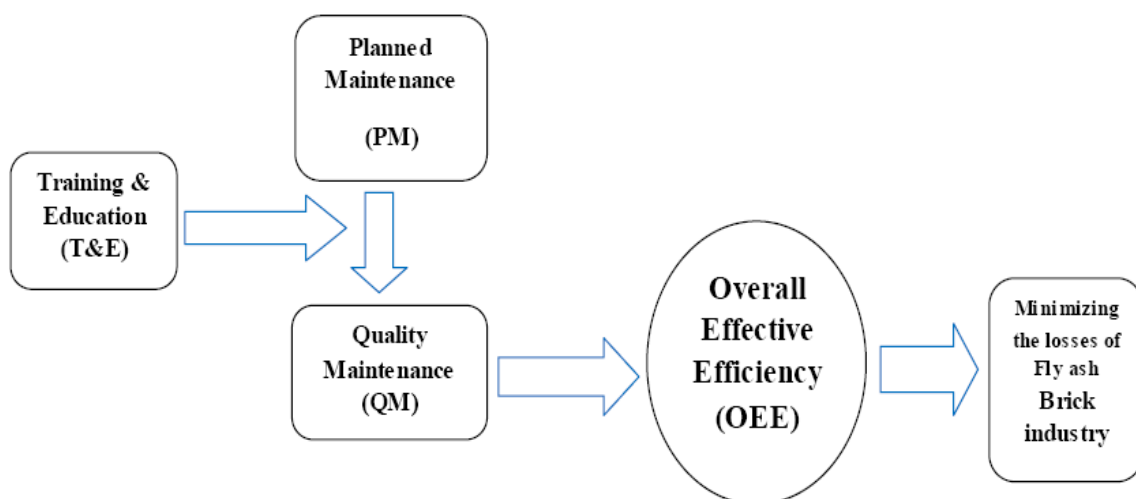 Planned
Maintenance
(PM)
Training &
Education
(T&E)
Quality
Maintenance
(QM)
Overall
Effective
Efficiency
(OEE)
Minimizing
the losses of
Fly ash
Brick
industry